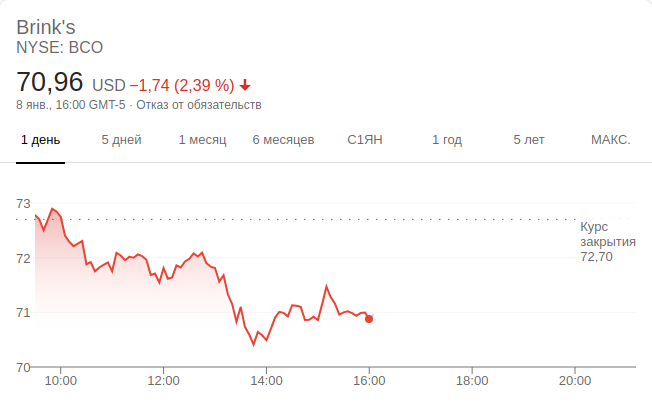 Brink's
NYSE: BCO
70,96 USD −1,74 (2,39 %)
8 янв., 16:00 GMT-5 · Отказ от обязательств
1 день 5 дней 1 месяц 6 месяцев С1ЯН 1 год 5 лет МАКС.
73
Курс
закрытия
72,70
72
71
70
10:00 12:00 14:00 16:00 18:00 20:00